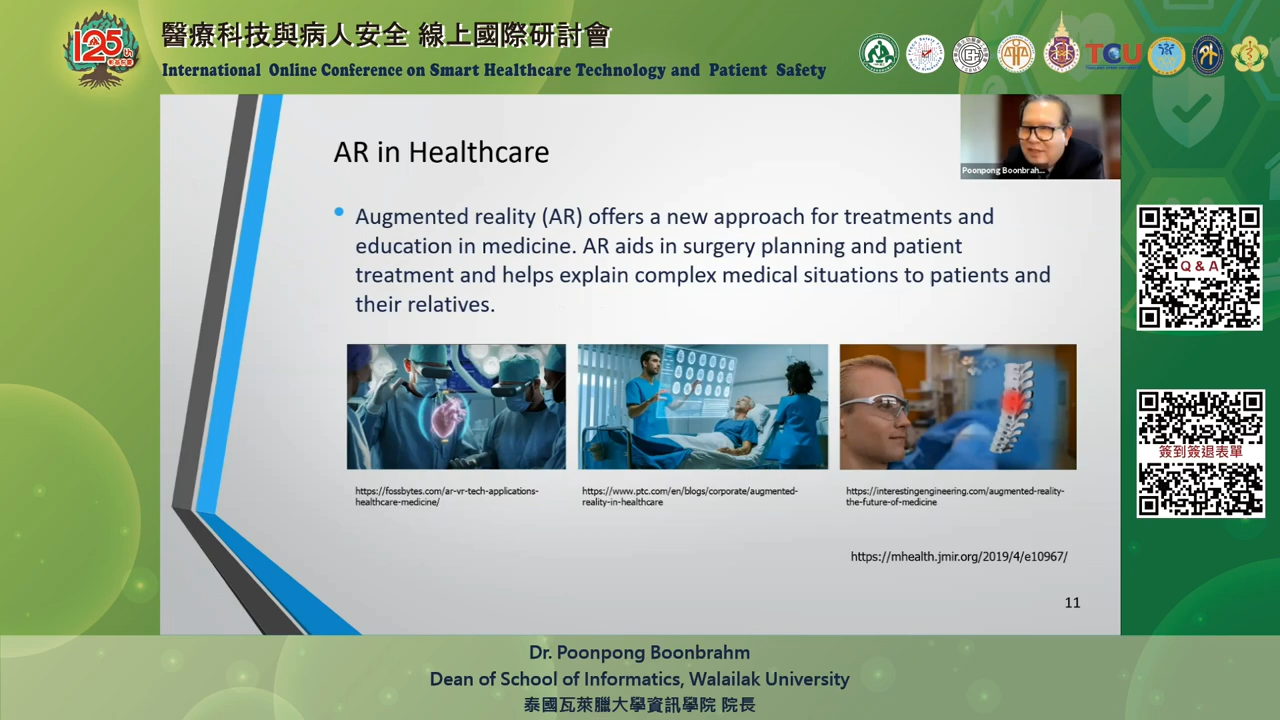 125
醫療科技與病人安全 線上國際研討會
International Online Conference on Smart Healthcare Technology and Patient Safety
TCU
AR in Healthcare
Poonpong Boonbrah...
Augmented reality (AR) offers a new approach for treatments and
education in medicine. AR aids in surgery planning and patient
treatment and helps explain complex medical situations to patients and
their relatives.
Q & A
簽到簽退表單
https://fossbytes.com/ar-vr-tech-applications-
healthcare-medicine/
https://www.ptc.com/en/blogs/corporate/augmented-
reality-in-healthcare
https://interestingengineering.com/augmented-reality-
the-future-of-medicine
https://mhealth.jmir.org/2019/4/e10967/
11
Dr. Poonpong Boonbrahm
Dean of School of Informatics, Walailak University
泰國瓦萊臘大學資訊學院 院長